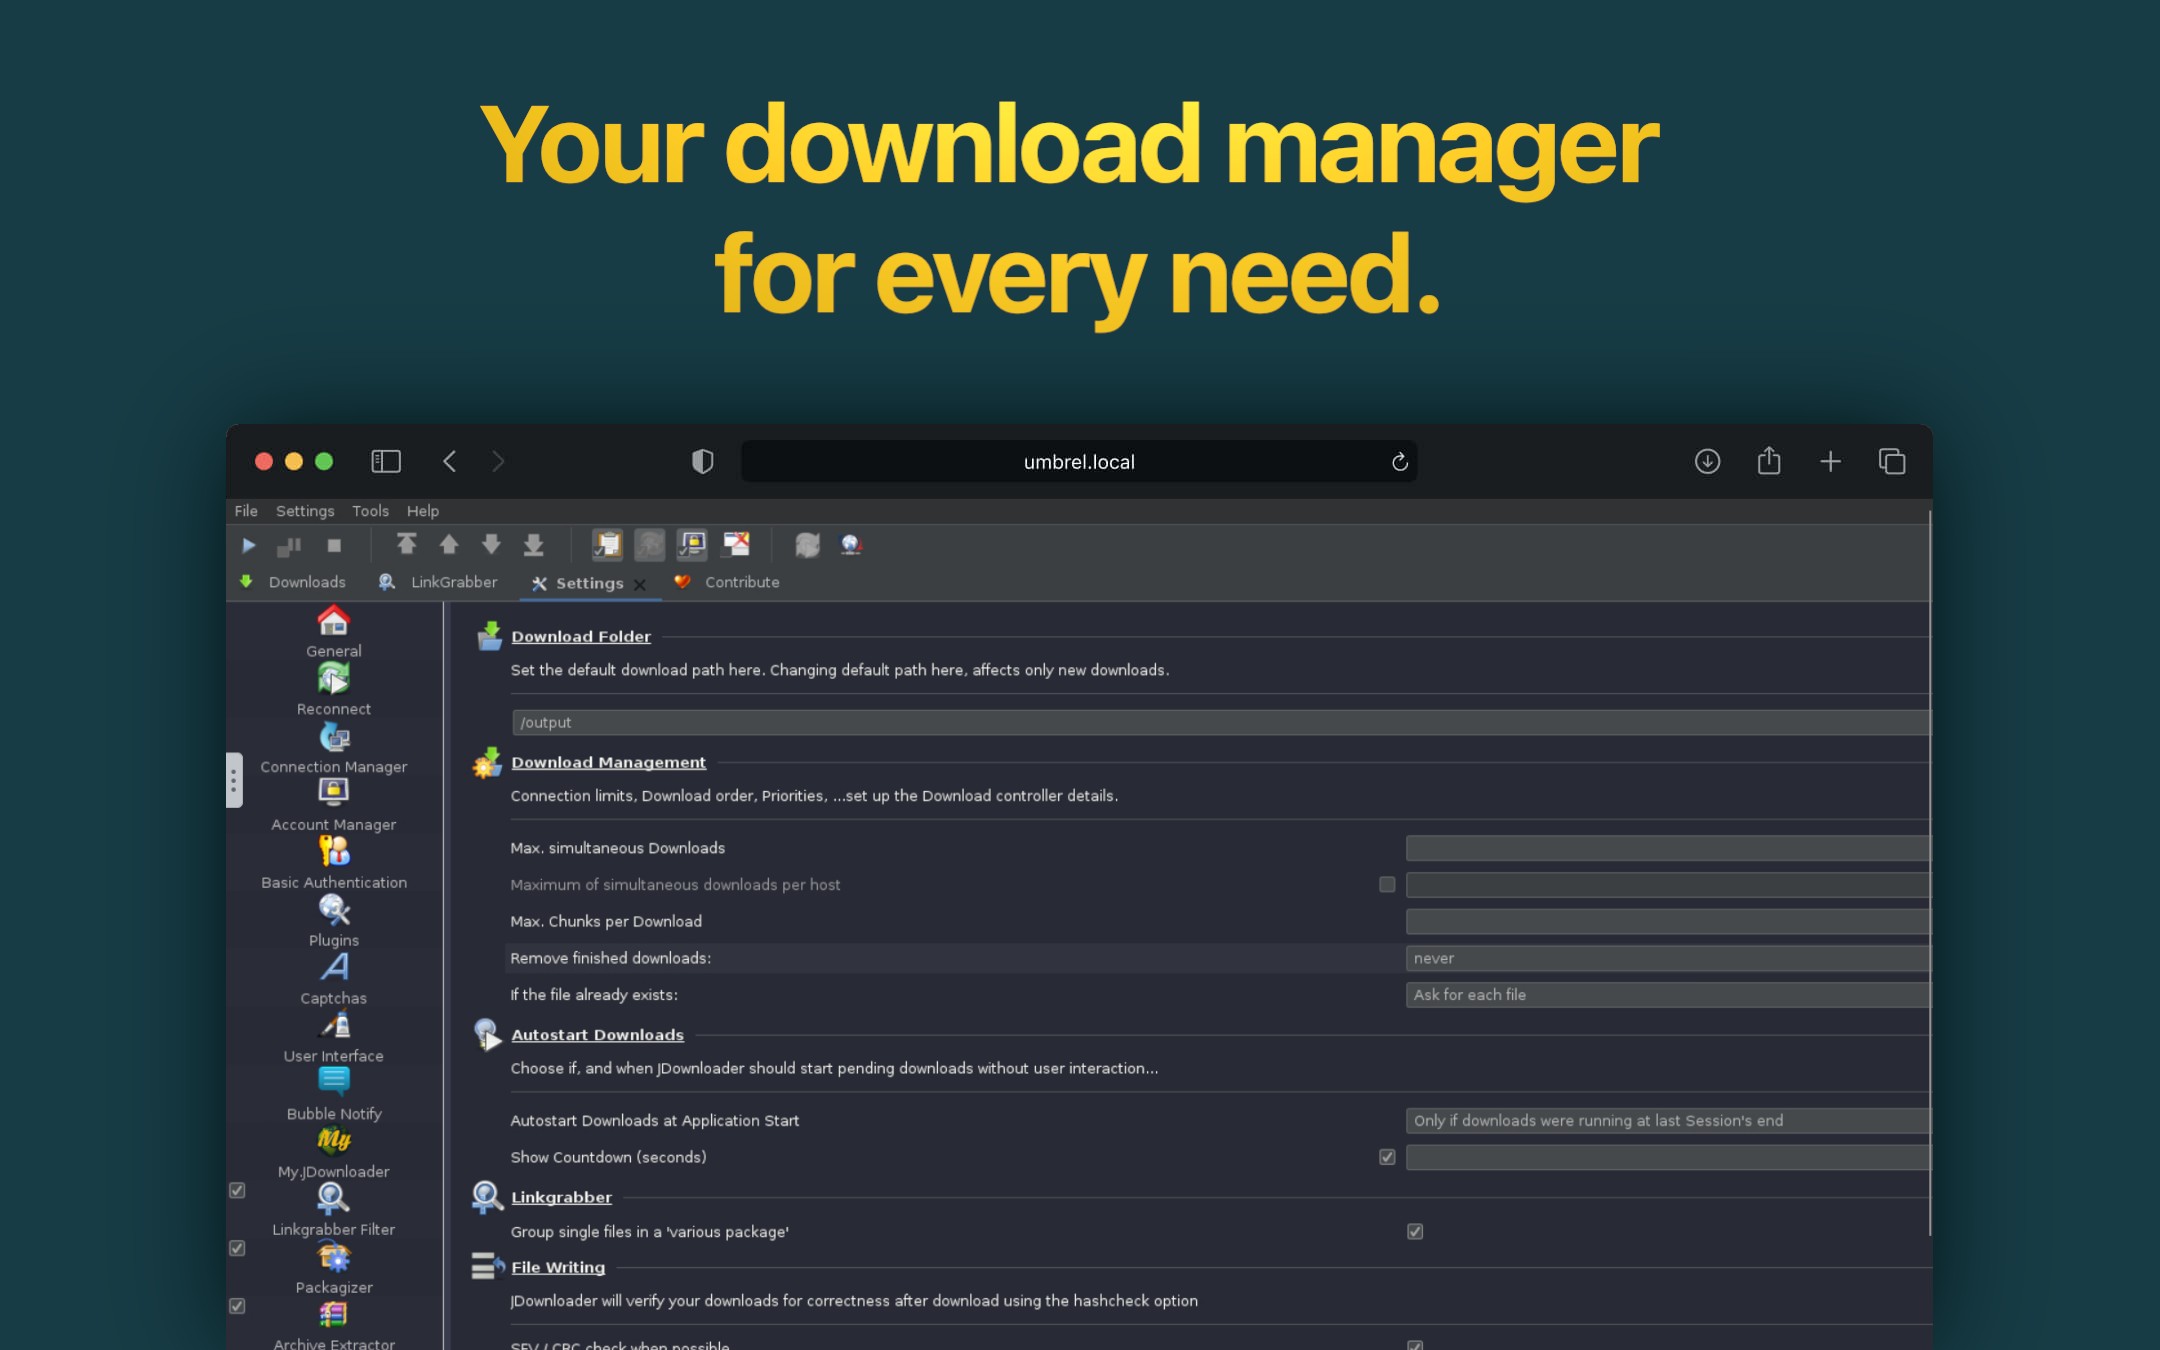 Your download manager
for every need.
umbrel.local
File Settings Tools Help
Downloads LinkGrabber Settings Contribute
General
Reconnect
Connection Manager
Account Manager
Basic Authentication
Plugins
Captchas
User Interface
Bubble Notify
My
My.JDownloader
Linkgrabber Filter
Packagizer
Archive Extractor
Download Folder
Set the default download path here. Changing default path here, affects only new downloads.
/output
Download Management
Connection limits, Download order, Priorities, ...set up the Download controller details.
Max. simultaneous Downloads
Maximum of simultaneous downloads per host
Max. Chunks per Download
Remove finished downloads: never
If the file already exists: Ask for each file
Autostart Downloads
Choose if, and when JDownloader should start pending downloads without user interaction...
Autostart Downloads at Application Start Only if downloads were running at last Session's end
Show Countdown (seconds)
Linkgrabber
Group single files in a 'various package'
File Writing
JDownloader will verify your downloads for correctness after download using the hashcheck option
SFV / CRC check when possible